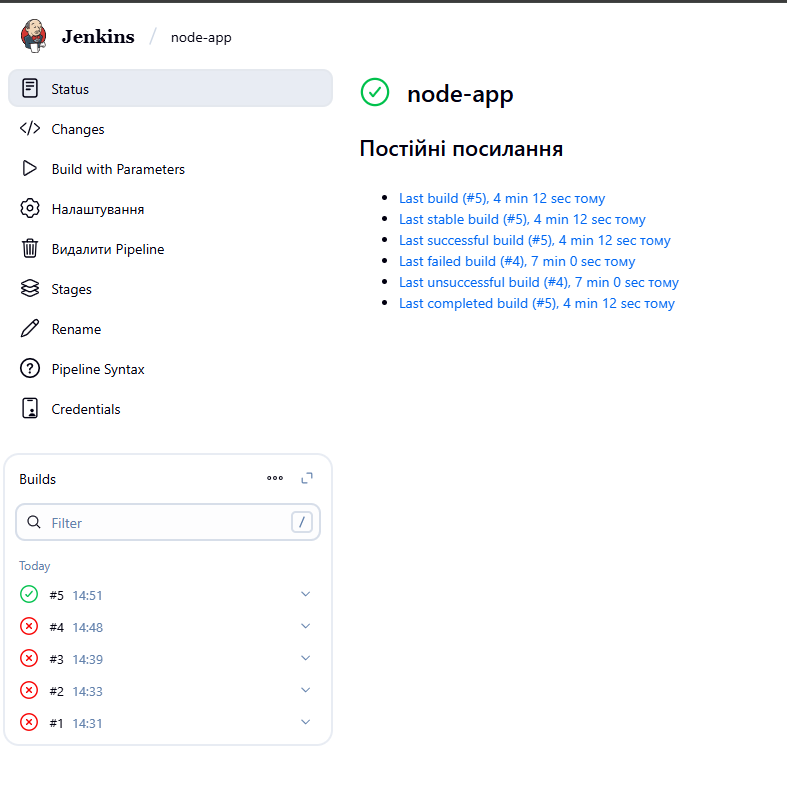 Jenkins / node-app
Status
Changes
Build with Parameters
Налаштування
Видалити Pipeline
Stages
Rename
Pipeline Syntax
Credentials
Builds
Filter /
Today
#5 14:51
#4 14:48
#3 14:39
#2 14:33
#1 14:31
node-app
Постійні посилання
Last build (#5), 4 min 12 sec тому
Last stable build (#5), 4 min 12 sec тому
Last successful build (#5), 4 min 12 sec тому
Last failed build (#4), 7 min 0 sec тому
Last unsuccessful build (#4), 7 min 0 sec тому
Last completed build (#5), 4 min 12 sec тому